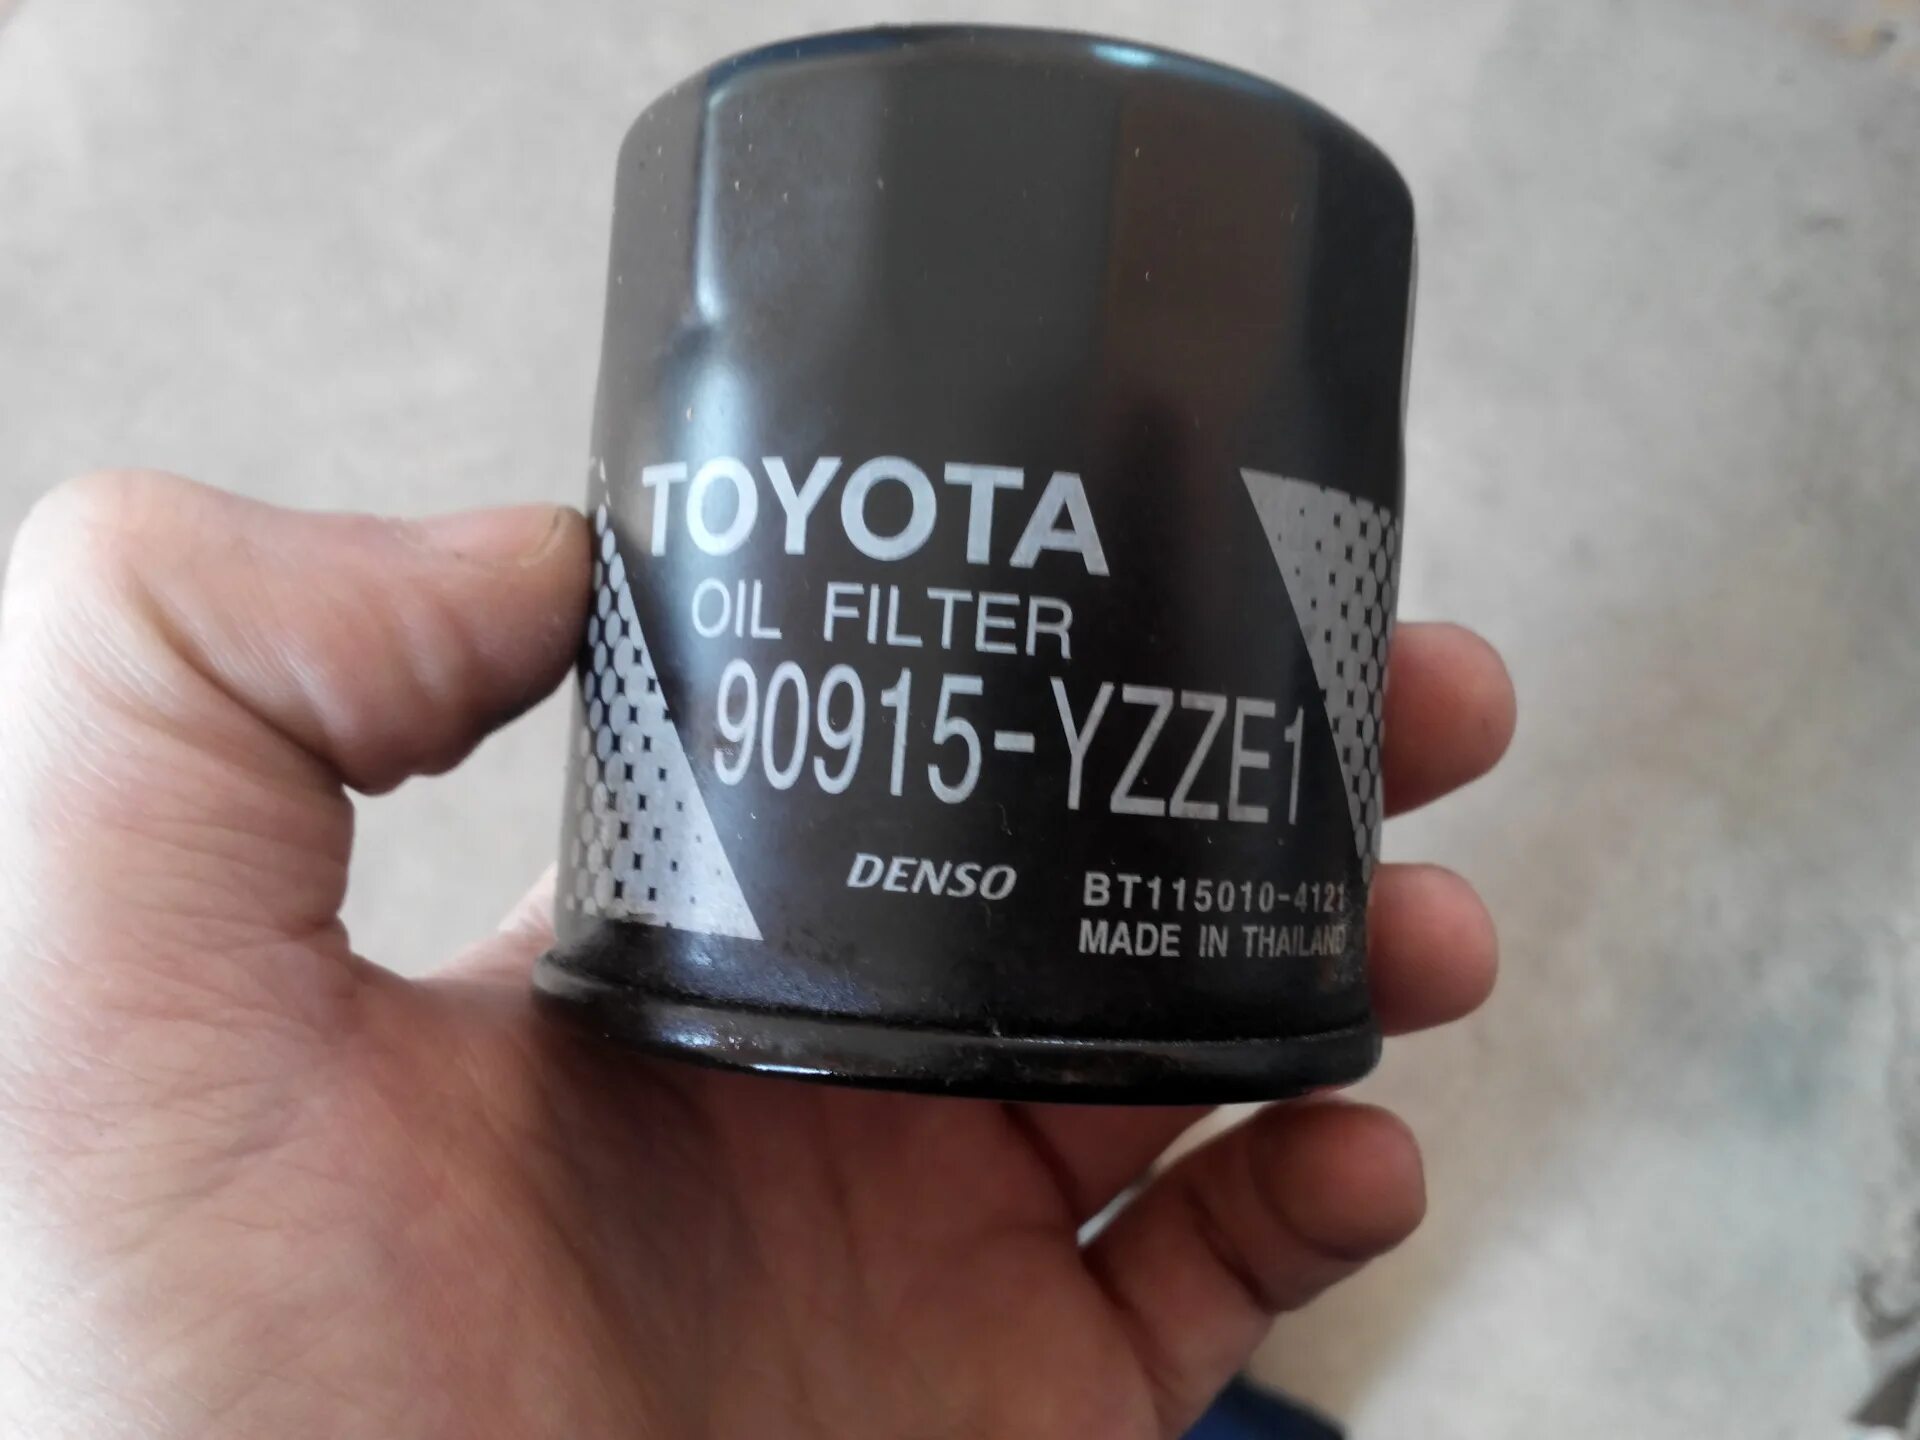 TOYOTA
OIL FILTER
90915-YZZE1
DENSO BT115010-4121
MADE IN THAILAND